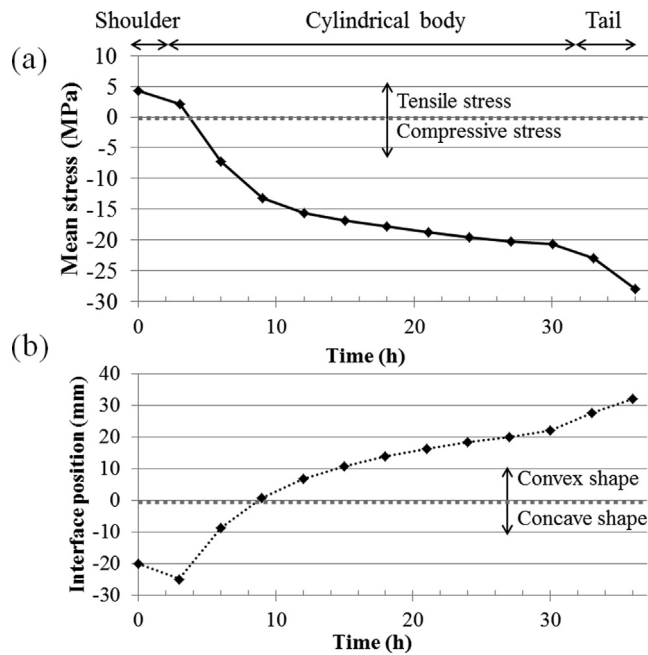 Shoulder Cylindrical body Tail
(a)
Mean stress (MPa)
10
5
0
-5
-10
-15
-20
-25
-30
Tensile stress
Compressive stress
0 10 20 30
Time (h)
(b)
Interface position (mm)
40
30
20
10
0
-10
-20
-30
Convex shape
Concave shape
0 10 20 30
Time (h)